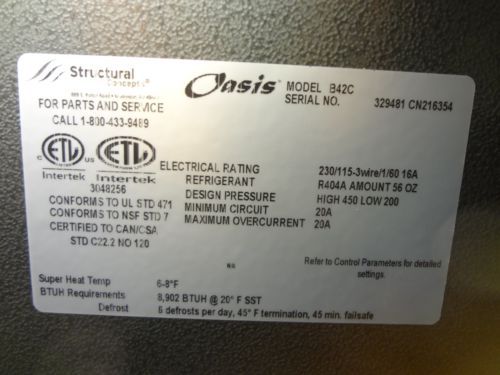 Structural Concepts® Oasis® MODEL B42C
SERIAL NO. 329481 CN216354
FOR PARTS AND SERVICE
CALL 1-800-433-9489
ETL US ETL
Intertek Intertek
3048256
CONFORMS TO UL STD 471
CONFORMS TO NSF STD 7
CERTIFIED TO CAN/CSA
STD C22.2 NO 120
ELECTRICAL RATING 230/115-3wire/1/60 16A
REFRIGERANT R404A AMOUNT 56 OZ
DESIGN PRESSURE HIGH 450 LOW 200
MINIMUM CIRCUIT 20A
MAXIMUM OVERCURRENT 20A
Refer to Control Parameters for detailed
settings.
Super Heat Temp 6-8°F
BTUH Requirements 8,902 BTUH @ 20° F SST
Defrost 6 defrosts per day, 45° F termination, 45 min. failsafe